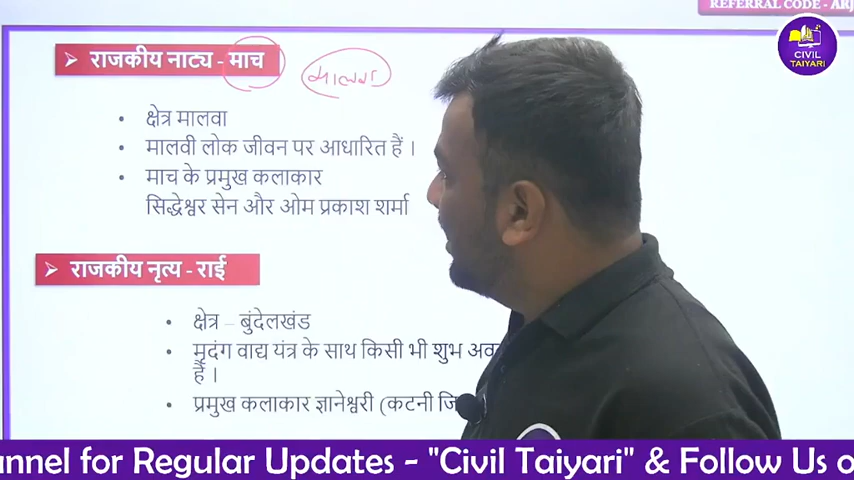 REFERRAL CODE - ARJ
CIVIL
TAIYARI
➢ राजकीय नाट्य - माच
मालवा
• क्षेत्र मालवा
• मालवी लोक जीवन पर आधारित हैं ।
• माच के प्रमुख कलाकार
सिद्धेश्वर सेन और ओम प्रकाश शर्मा
➢ राजकीय नृत्य - राई
• क्षेत्र – बुंदेलखंड
• मृदंग वाद्य यंत्र के साथ किसी भी शुभ अव
हैं ।
• प्रमुख कलाकार ज्ञानेश्वरी (कटनी जि
annel for Regular Updates - "Civil Taiyari" & Follow Us o